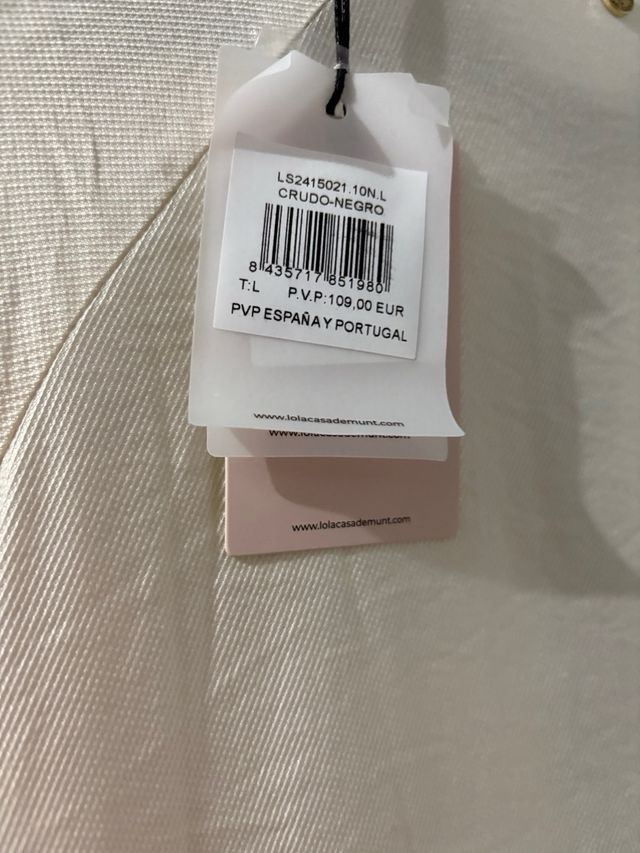 LS2415021.10N.L
CRUDO-NEGRO
8 435717 851980
T:L P.V.P:109,00 EUR
PVP ESPAÑA Y PORTUGAL
www.lolacasademunt.com
www.lolacasademunt.com
www.lolacasademunt.com